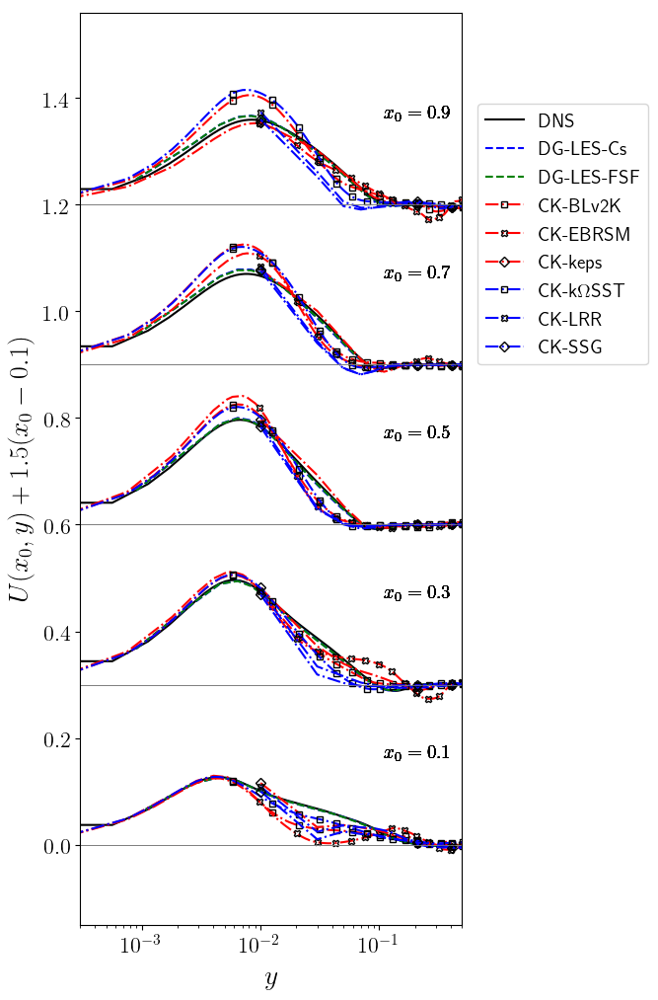 U(x₀, y) + 1.5(x₀ − 0.1)
1.4
1.2
1.0
0.8
0.6
0.4
0.2
0.0
x₀ = 0.9
x₀ = 0.7
x₀ = 0.5
x₀ = 0.3
x₀ = 0.1
10⁻³
10⁻²
10⁻¹
y
DNS
DG-LES-Cs
DG-LES-FSF
CK-BLv2K
CK-EBRSM
CK-keps
CK-kΩSST
CK-LRR
CK-SSG